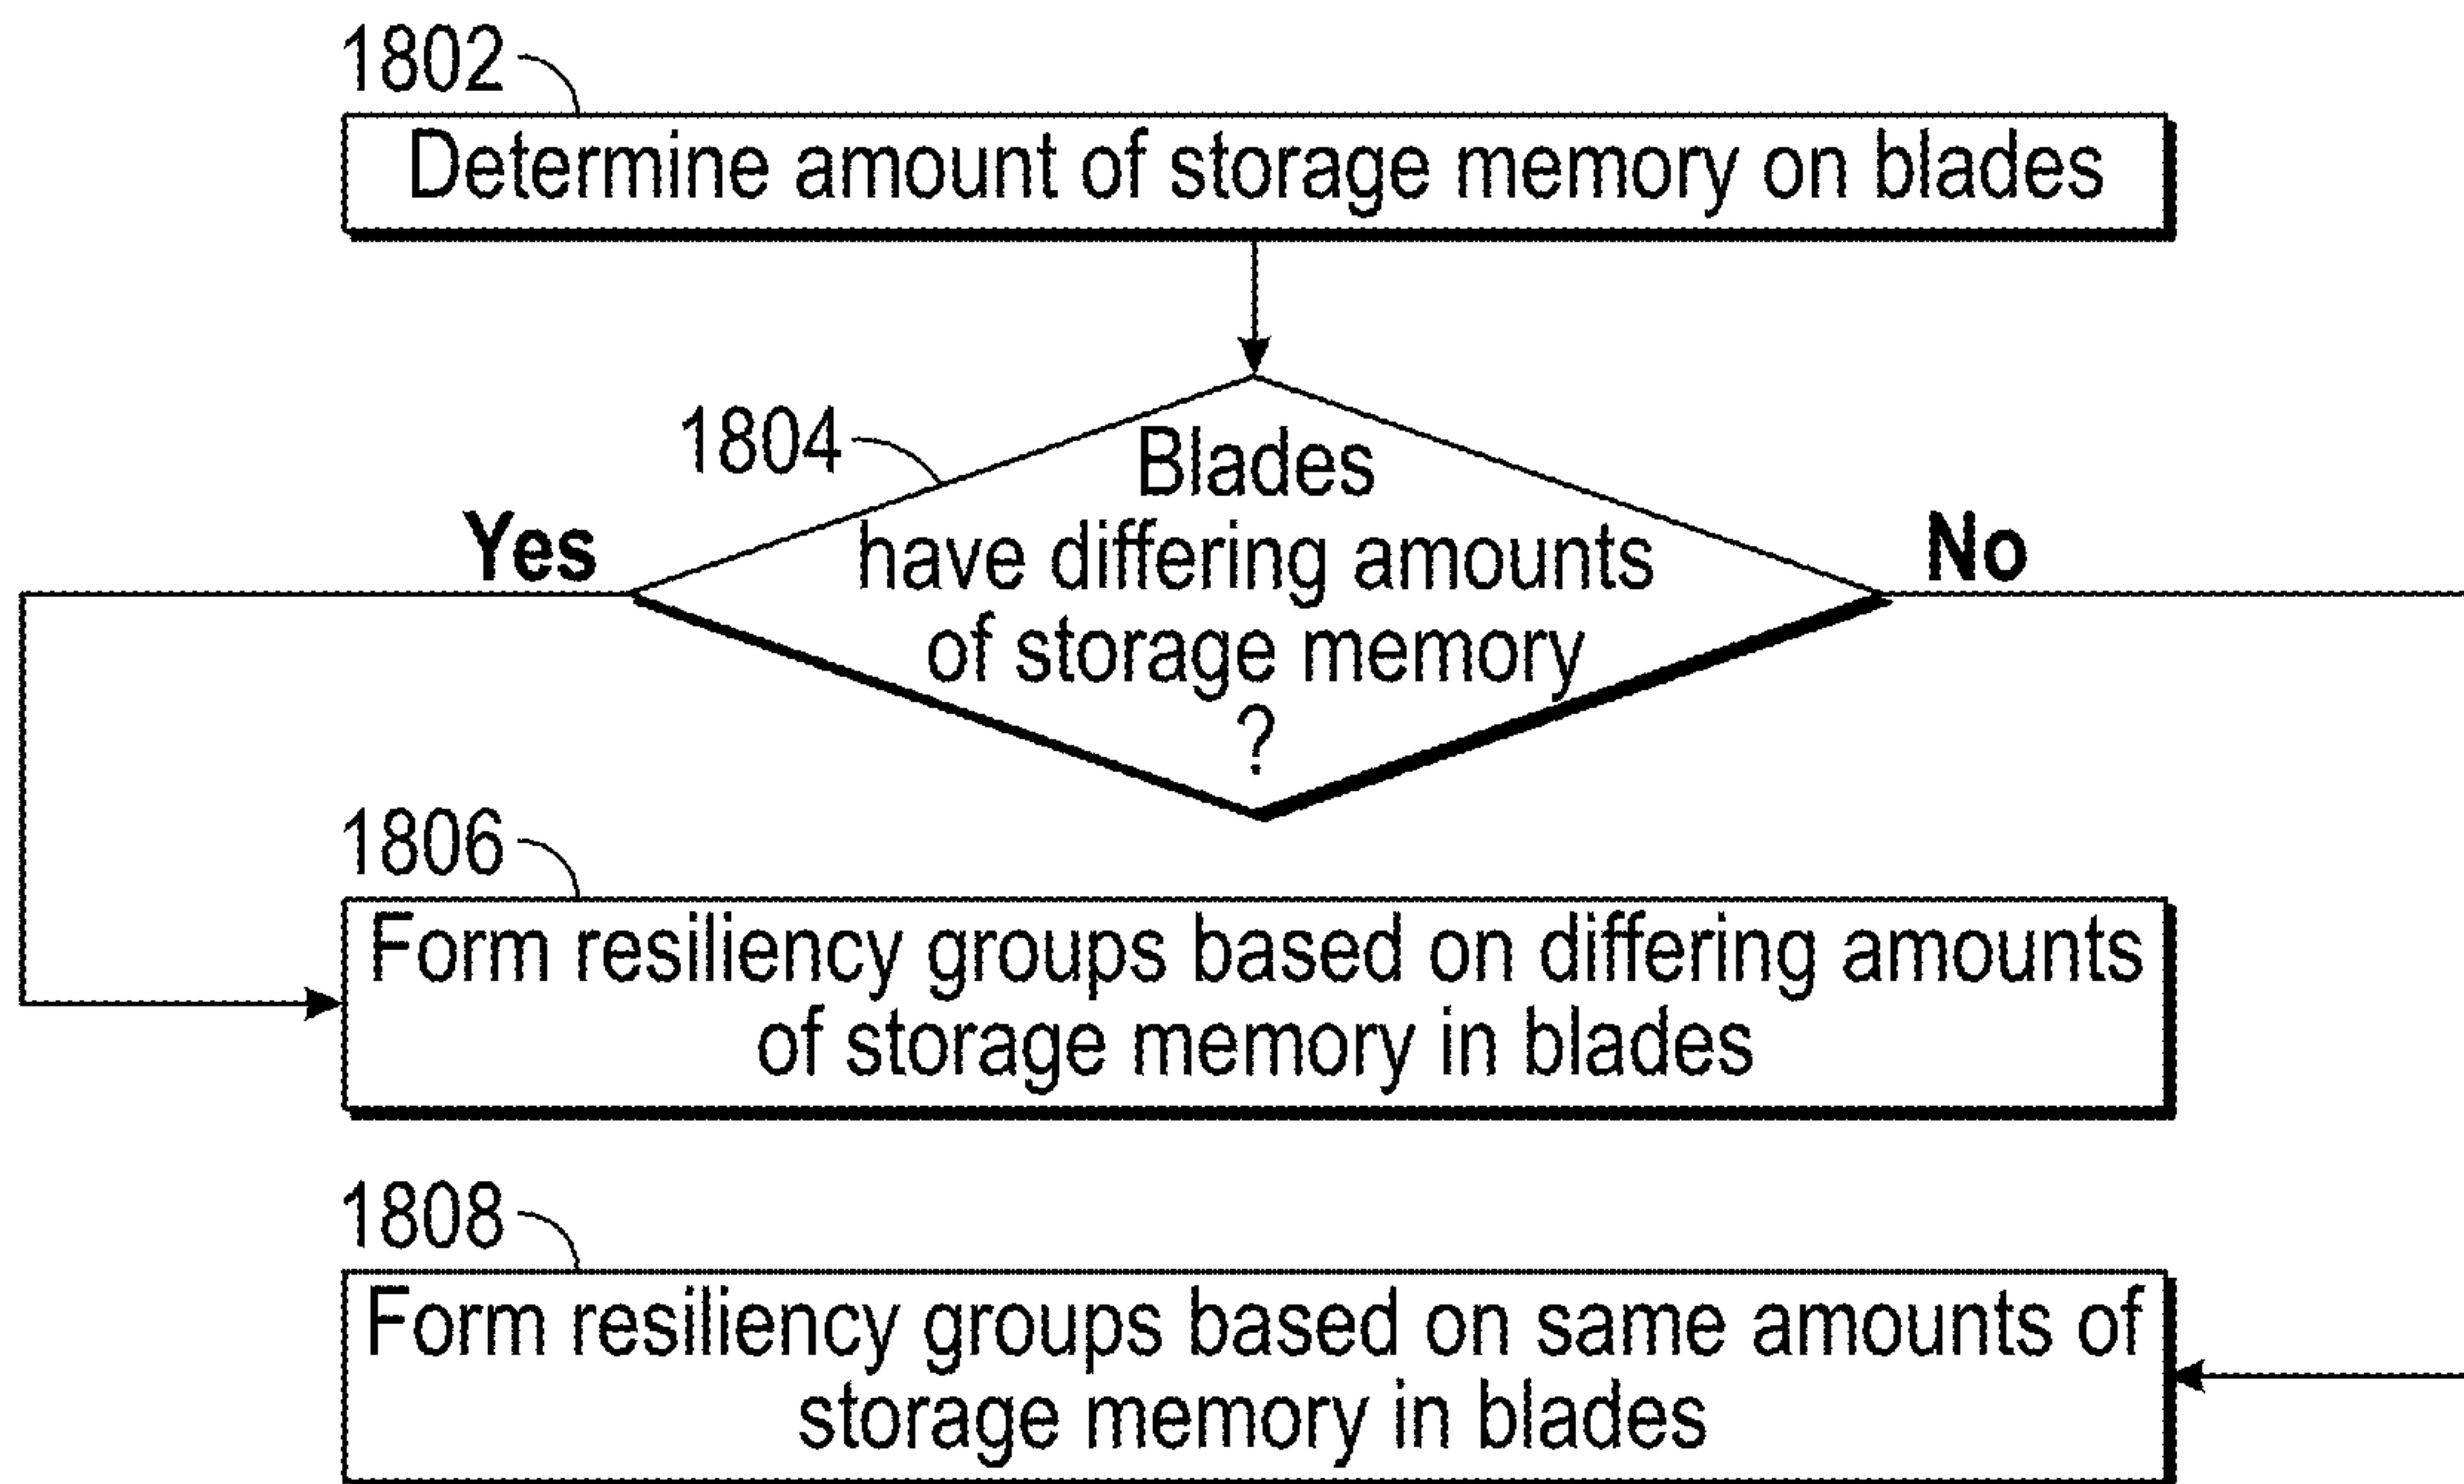 1802
Determine amount of storage memory on blades
1804
Blades
have differing amounts
of storage memory
?
Yes
No
1806
Form resiliency groups based on differing amounts
of storage memory in blades
1808
Form resiliency groups based on same amounts of
storage memory in blades